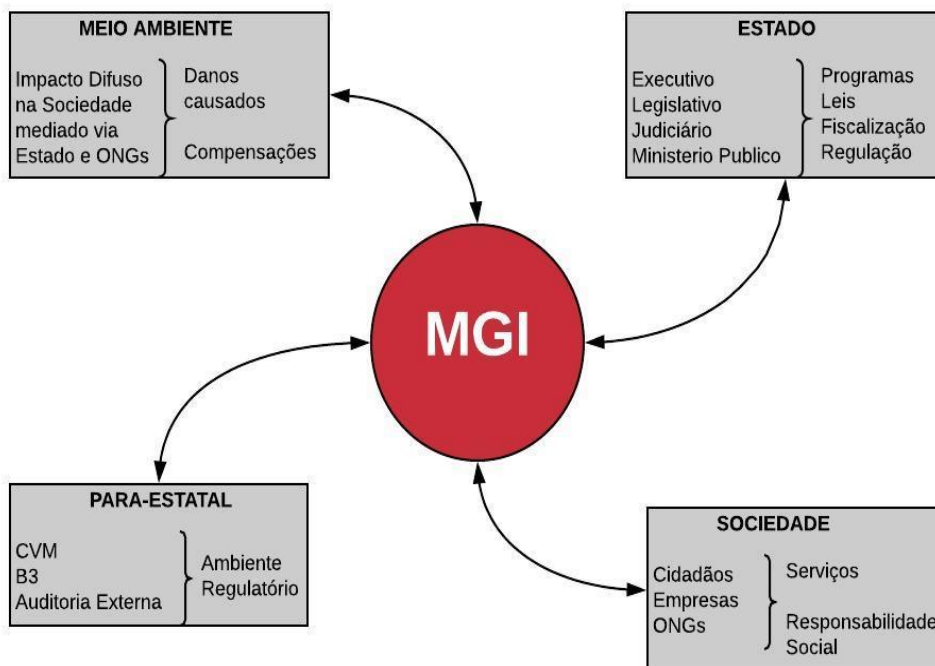 MEIO AMBIENTE
Impacto Difuso
na Sociedade
mediado via
Estado e ONGs
Danos
causados
Compensações
ESTADO
Executivo
Legislativo
Judiciário
Ministerio Publico
Programas
Leis
Fiscalização
Regulação
MGI
PARA-ESTATAL
CVM
B3
Auditoria Externa
Ambiente
Regulatório
SOCIEDADE
Cidadãos
Empresas
ONGs
Serviços
Responsabilidade
Social